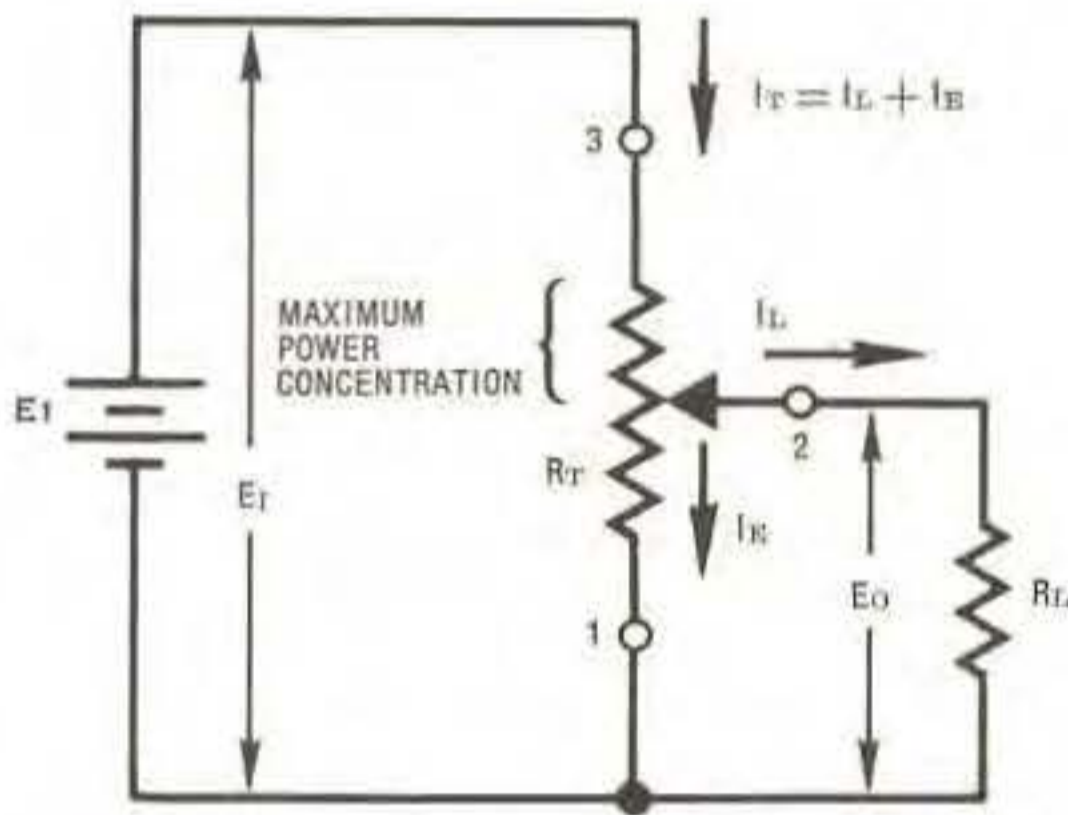 IT = IL + IE
3
MAXIMUM
POWER
CONCENTRATION
IL
E1
2
RT
EI
IE
EO
RL
1